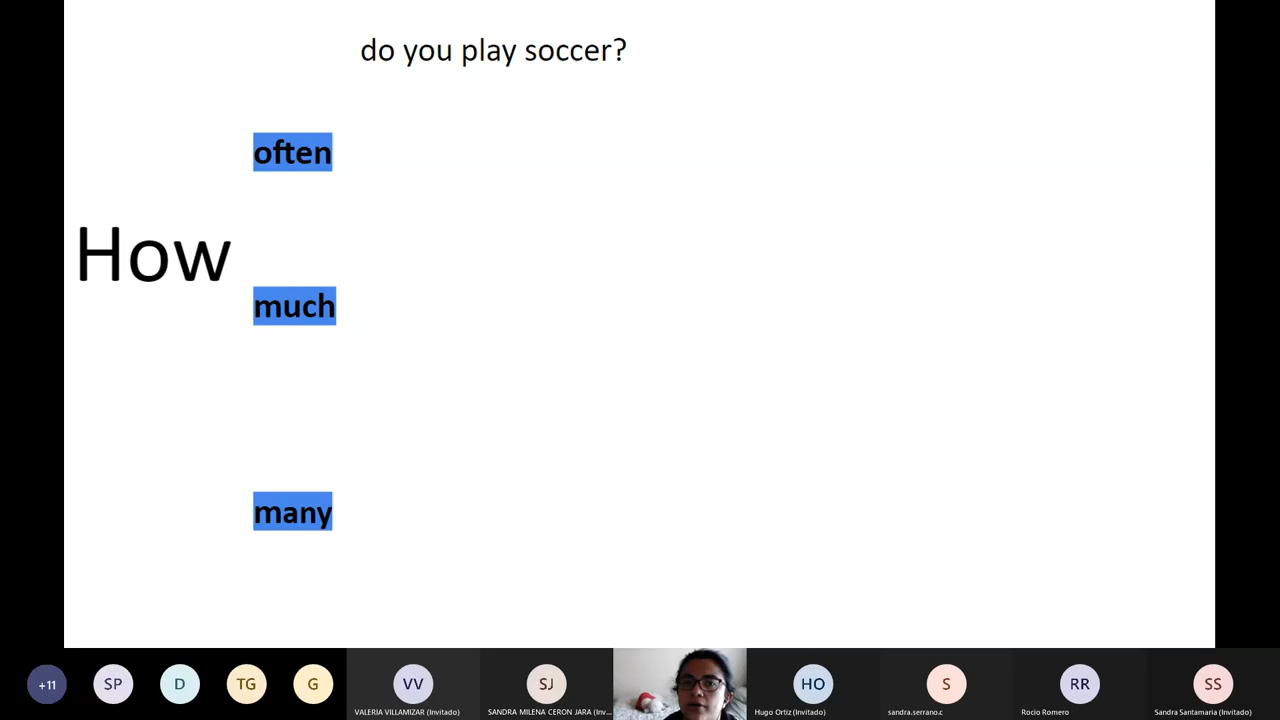 do you play soccer?
often
How
much
many
+11
SP
D
TG
G
VV
SJ
HO
S
RR
SS
VALERIA VILLAMIZAR (Invitado)
SANDRA MILENA CERON JARA (Inv...
Hugo Ortiz (Invitado)
sandra.serrano.c
Rocio Romero
Sandra Santamaria (Invitado)